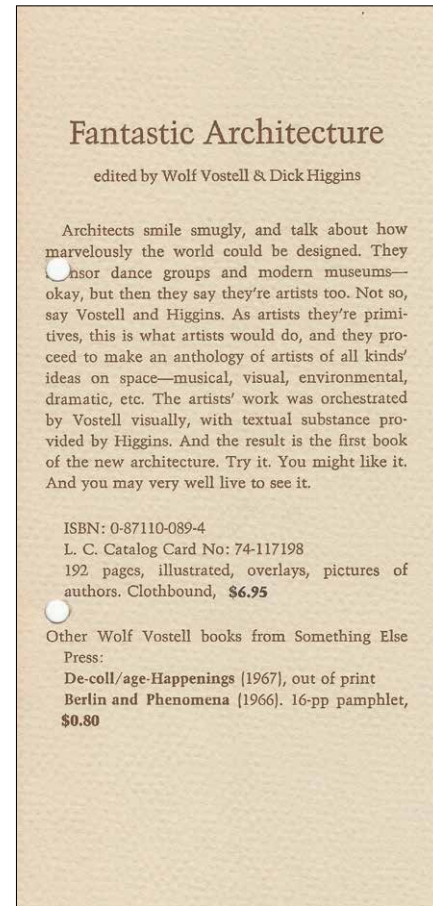 Fantastic Architecture
edited by Wolf Vostell & Dick Higgins
Architects smile smugly, and talk about how
marvelously the world could be designed. They
nsor dance groups and modern museums—
okay, but then they say they're artists too. Not so,
say Vostell and Higgins. As artists they're primi-
tives, this is what artists would do, and they pro-
ceed to make an anthology of artists of all kinds'
ideas on space—musical, visual, environmental,
dramatic, etc. The artists' work was orchestrated
by Vostell visually, with textual substance pro-
vided by Higgins. And the result is the first book
of the new architecture. Try it. You might like it.
And you may very well live to see it.
ISBN: 0-87110-089-4
L. C. Catalog Card No: 74-117198
192 pages, illustrated, overlays, pictures of
authors. Clothbound, $6.95
Other Wolf Vostell books from Something Else
Press:
De-coll/age-Happenings (1967), out of print
Berlin and Phenomena (1966). 16-pp pamphlet,
$0.80